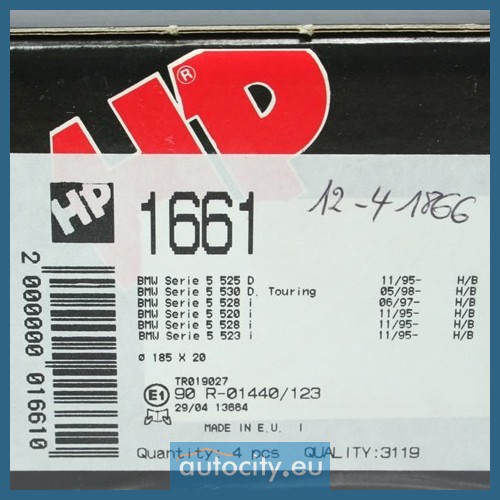 HP ®
HP 1661 12-4 1866
BMW Serie 5 525 D 11/95- H/B
BMW Serie 5 530 D. Touring 05/98- H/B
BMW Serie 5 528 i 06/97- H/B
BMW Serie 5 520 i 11/95- H/B
BMW Serie 5 528 i 11/95- H/B
BMW Serie 5 523 i 11/95- H/B
ø 185 X 20
TR019027
E1 90 R-01440/123
29/04 13664
MADE IN E.U. I
Quantity: 4 pcs QUALITY:3119
2 000000 016610
autocity.eu